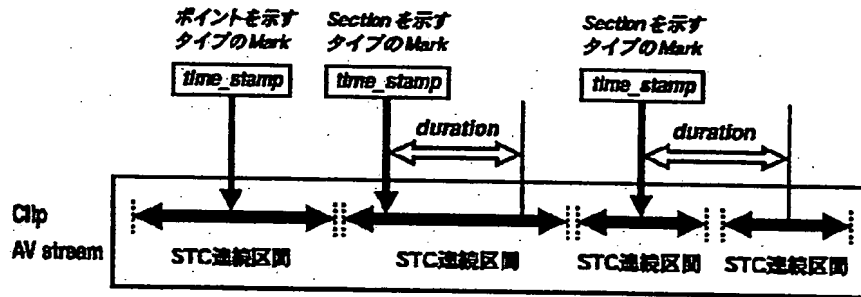 ポイントを示す
タイプのMark
time_stamp
Sectionを示す
タイプのMark
time_stamp
Sectionを示す
タイプのMark
time_stamp
duration
duration
Clip
AV stream
STC連続区間
STC連続区間
STC連続区間
STC連続区間